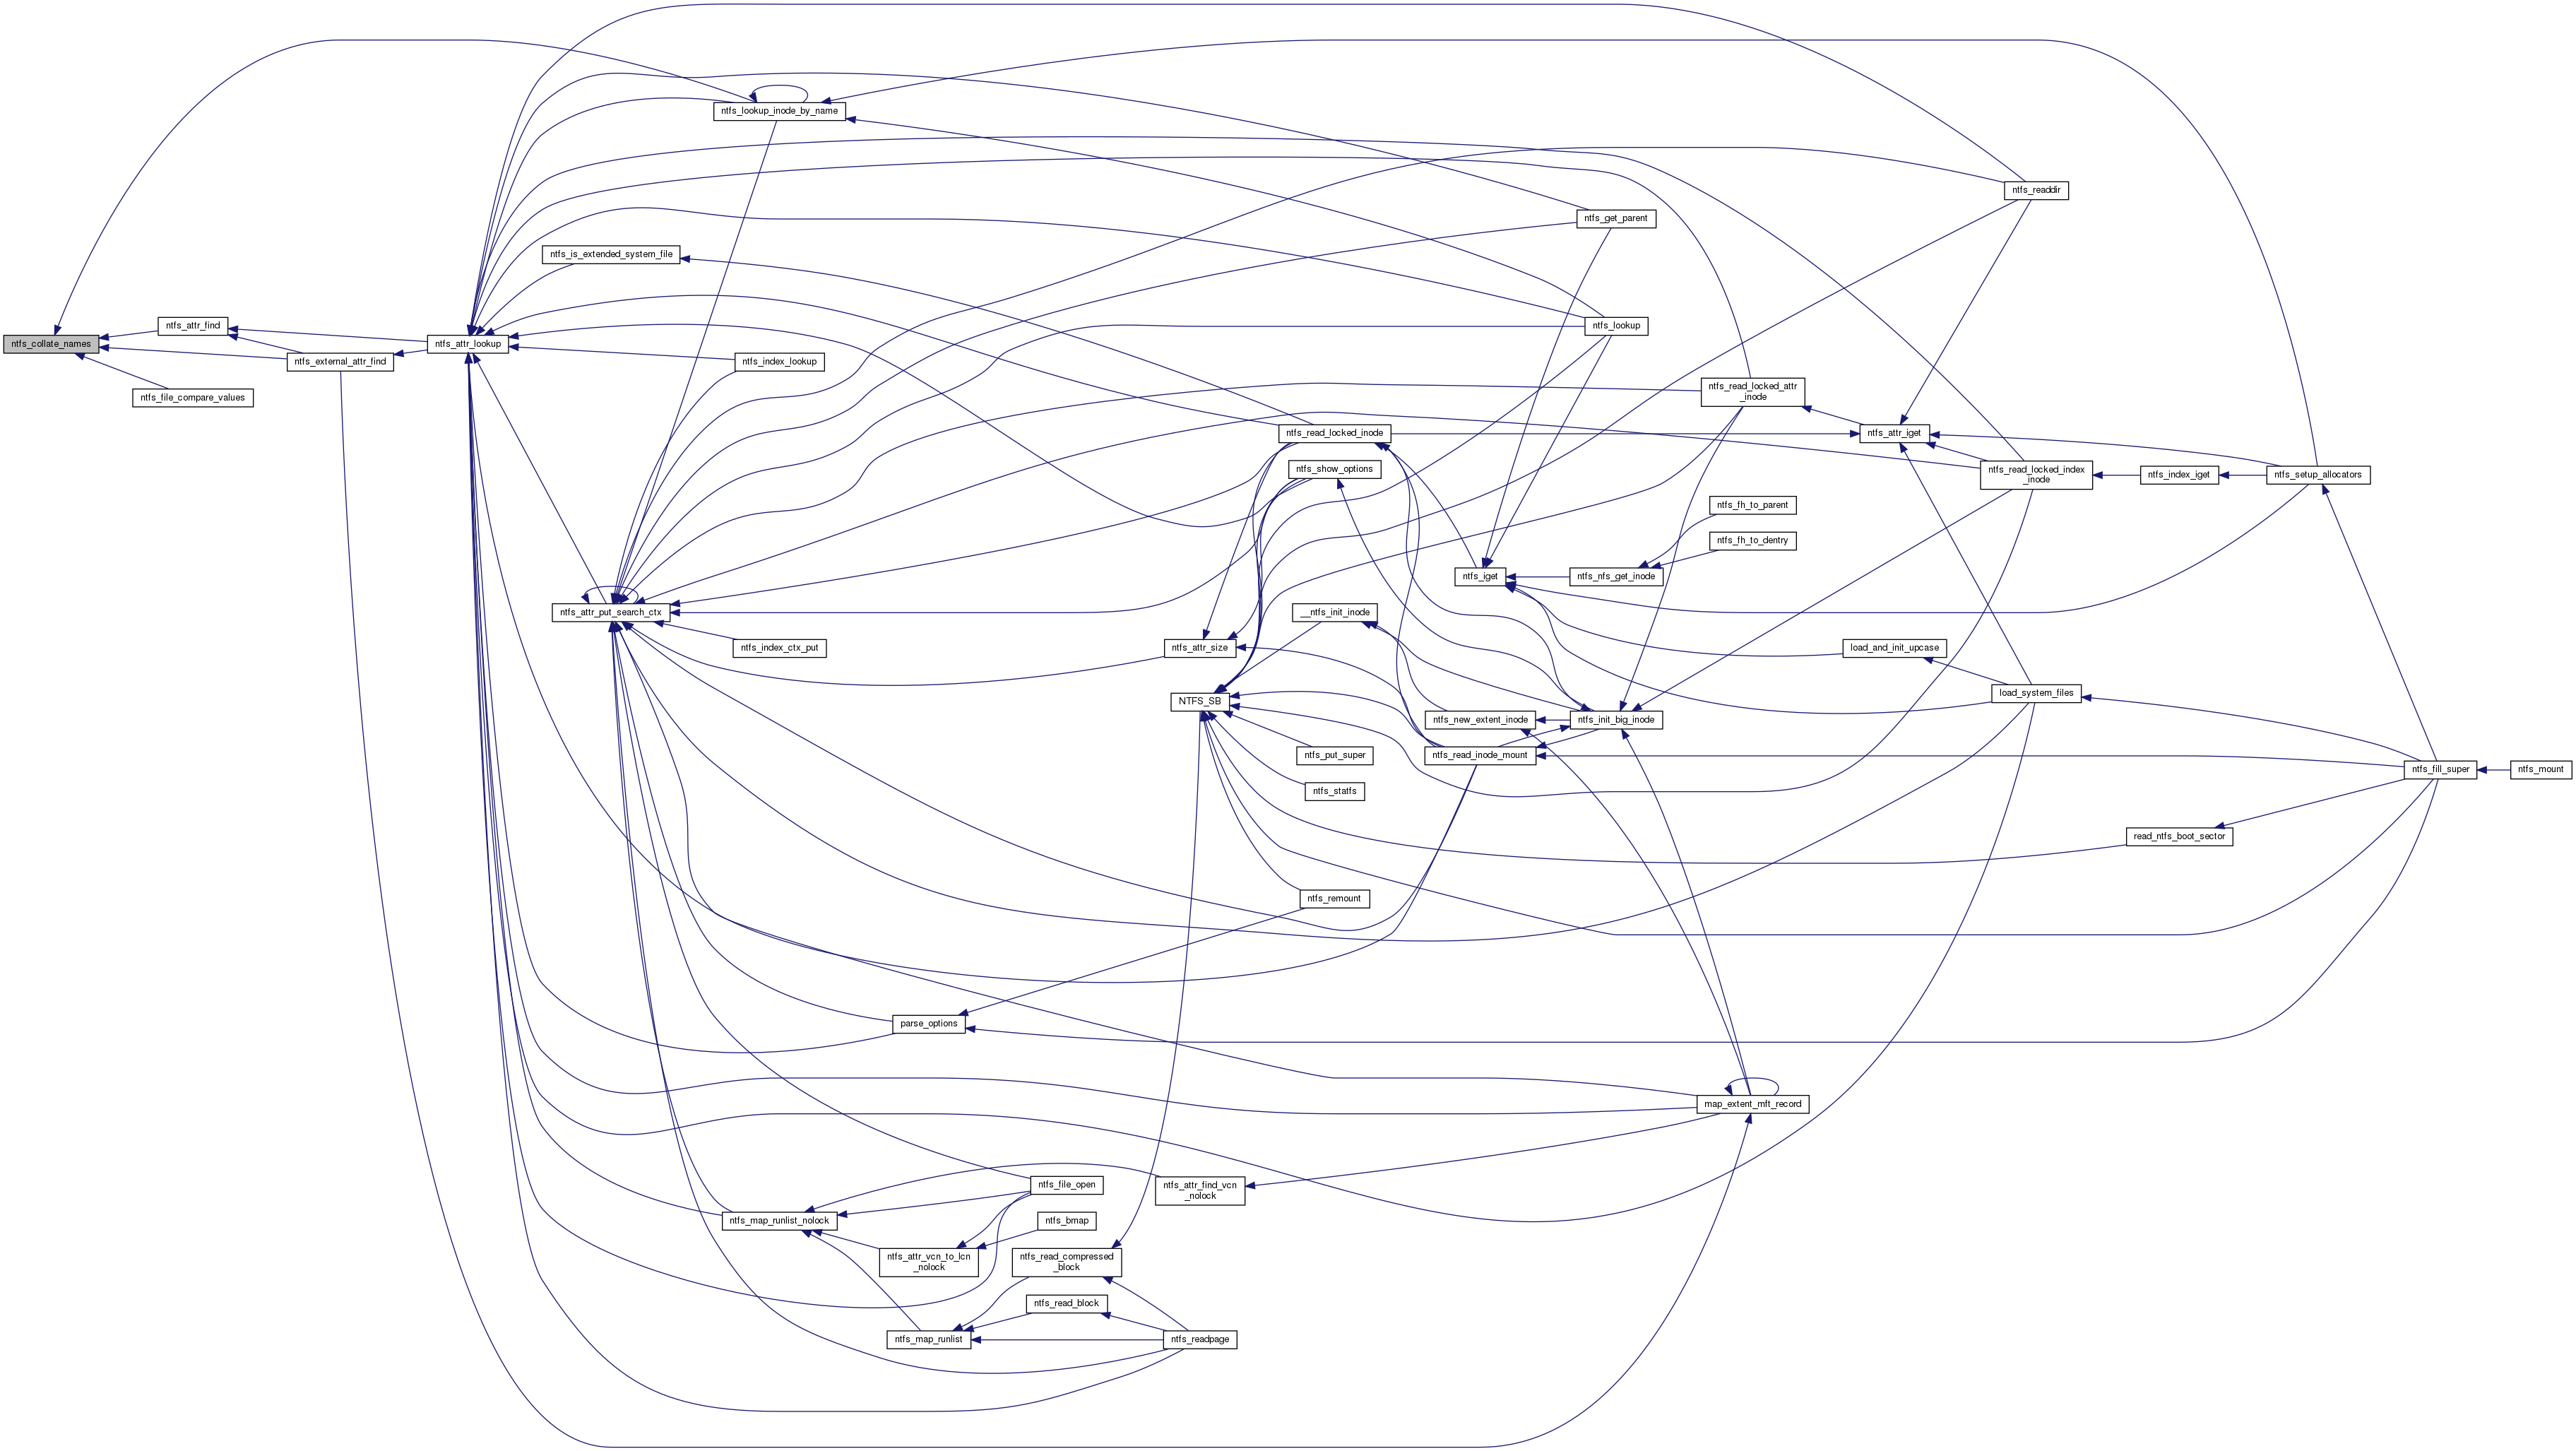 ntfs_lookup_inode_by_name
ntfs_readdir
ntfs_get_parent
ntfs_is_extended_system_file
ntfs_attr_find
ntfs_lookup
ntfs_collate_names
ntfs_attr_lookup
ntfs_external_attr_find
ntfs_index_lookup
ntfs_file_compare_values
ntfs_read_locked_attr
_inode
ntfs_read_locked_inode
ntfs_attr_iget
ntfs_show_options
ntfs_read_locked_index
_inode
ntfs_index_iget
ntfs_setup_allocators
ntfs_fh_to_parent
ntfs_fh_to_dentry
ntfs_iget
ntfs_nfs_get_inode
ntfs_attr_put_search_ctx
__ntfs_init_inode
ntfs_index_ctx_put
ntfs_attr_size
load_and_init_upcase
NTFS_SB
load_system_files
ntfs_new_extent_inode
ntfs_init_big_inode
ntfs_put_super
ntfs_read_inode_mount
ntfs_fill_super
ntfs_mount
ntfs_statfs
read_ntfs_boot_sector
ntfs_remount
parse_options
map_extent_mft_record
ntfs_file_open
ntfs_attr_find_vcn
_nolock
ntfs_map_runlist_nolock
ntfs_bmap
ntfs_attr_vcn_to_lcn
_nolock
ntfs_read_compressed
_block
ntfs_read_block
ntfs_map_runlist
ntfs_readpage